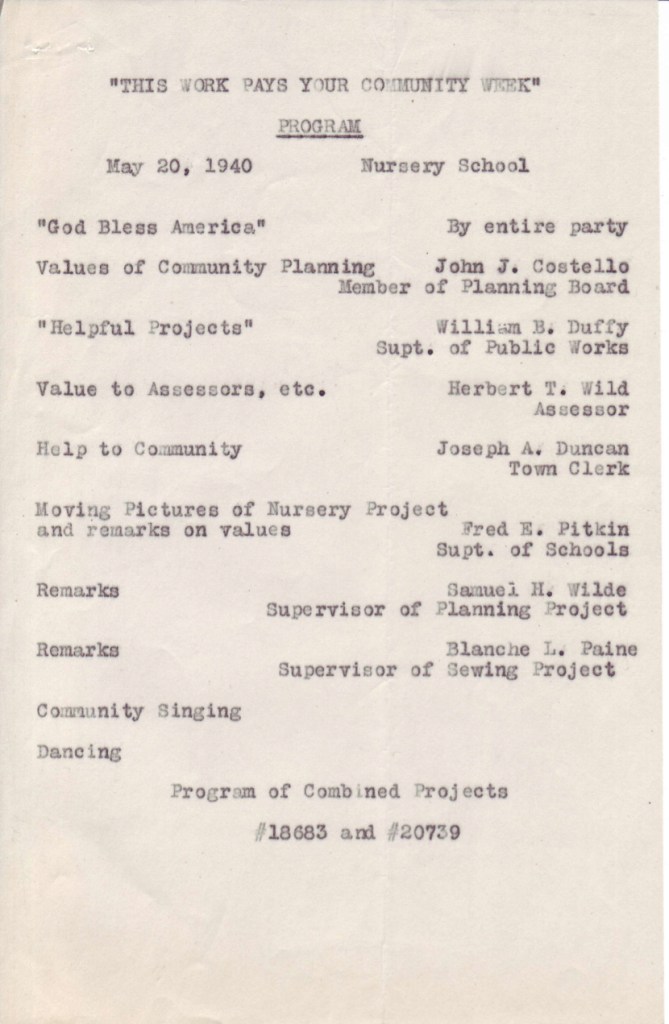 "THIS WORK PAYS YOUR COMMUNITY WEEK"
PROGRAM
May 20, 1940 Nursery School
"God Bless America" By entire party
Values of Community Planning John J. Costello
Member of Planning Board
"Helpful Projects" William B. Duffy
Supt. of Public Works
Value to Assessors, etc. Herbert T. Wild
Assessor
Help to Community Joseph A. Duncan
Town Clerk
Moving Pictures of Nursery Project
and remarks on values Fred E. Pitkin
Supt. of Schools
Remarks Samuel H. Wilde
Supervisor of Planning Project
Remarks Blanche L. Paine
Supervisor of Sewing Project
Community Singing
Dancing
Program of Combined Projects
#18683 and #20739